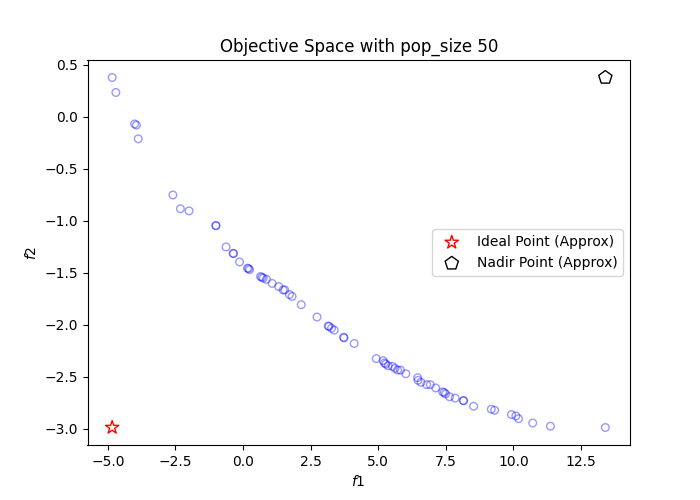 Objective Space with pop_size 50
0.5
0.0
−0.5
−1.0
−1.5
−2.0
−2.5
−3.0
f2
Ideal Point (Approx)
Nadir Point (Approx)
−5.0 −2.5 0.0 2.5 5.0 7.5 10.0 12.5
f1